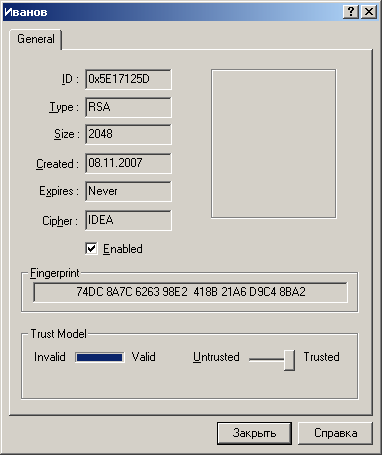 Иванов
General
ID : 0x5E17125D
Type : RSA
Size : 2048
Created : 08.11.2007
Expires : Never
Cipher : IDEA
Enabled
Fingerprint
74DC 8A7C 6263 98E2 418B 21A6 D9C4 8BA2
Trust Model
Invalid Valid Untrusted Trusted
Закрыть Справка